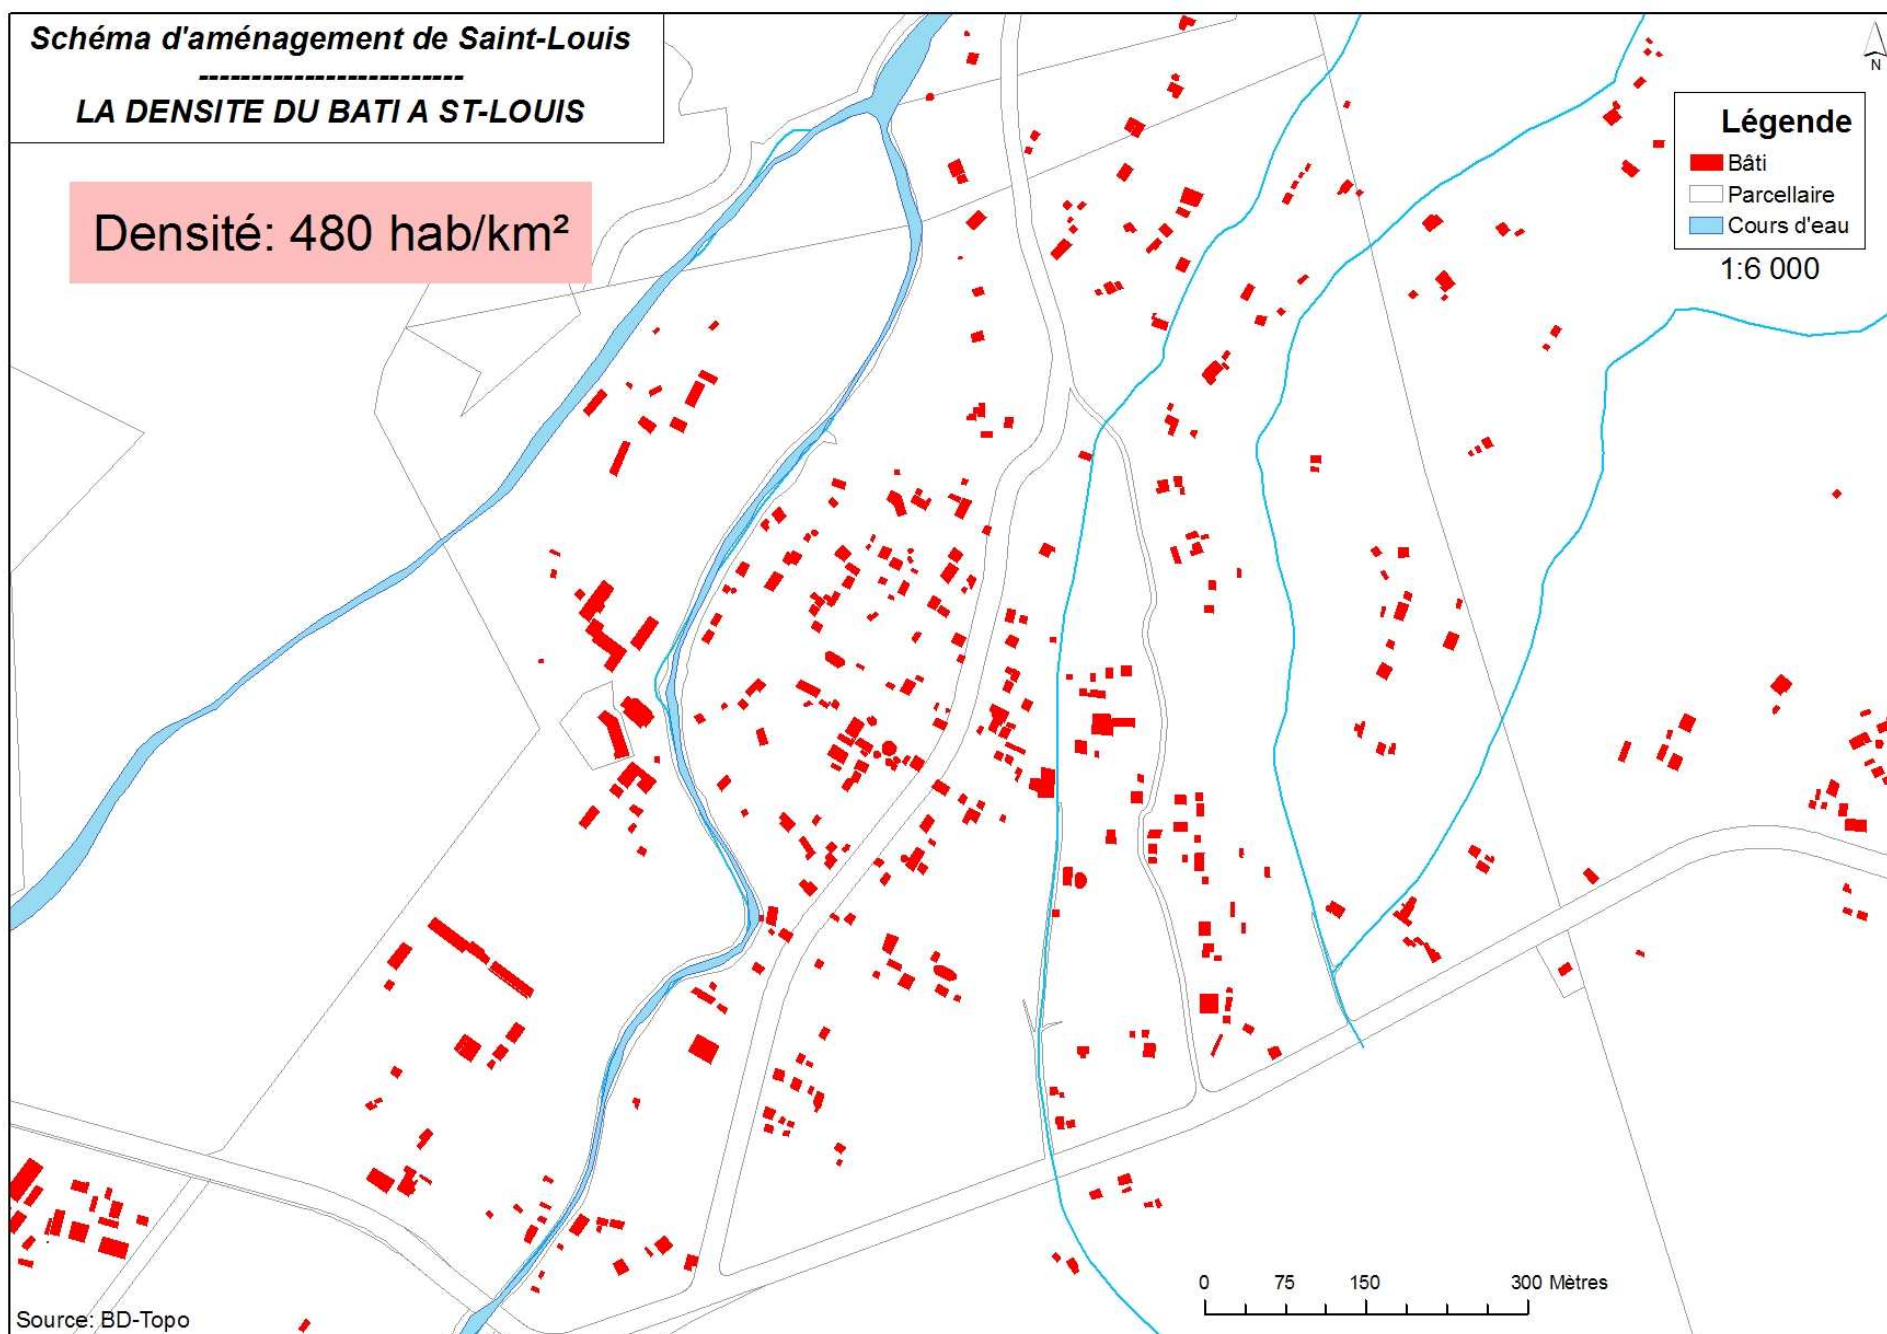 Schéma d'aménagement de Saint-Louis
-------------------------
LA DENSITE DU BATI A ST-LOUIS
Densité: 480 hab/km²
N
Légende
Bâti
Parcellaire
Cours d'eau
1:6 000
0 75 150 300 Mètres
Source: BD-Topo